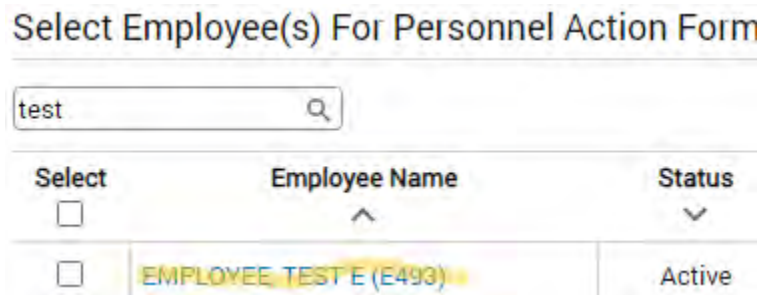 Select Employee(s) For Personnel Action Form
test
Select Employee Name Status
EMPLOYEE, TEST E (E493) Active